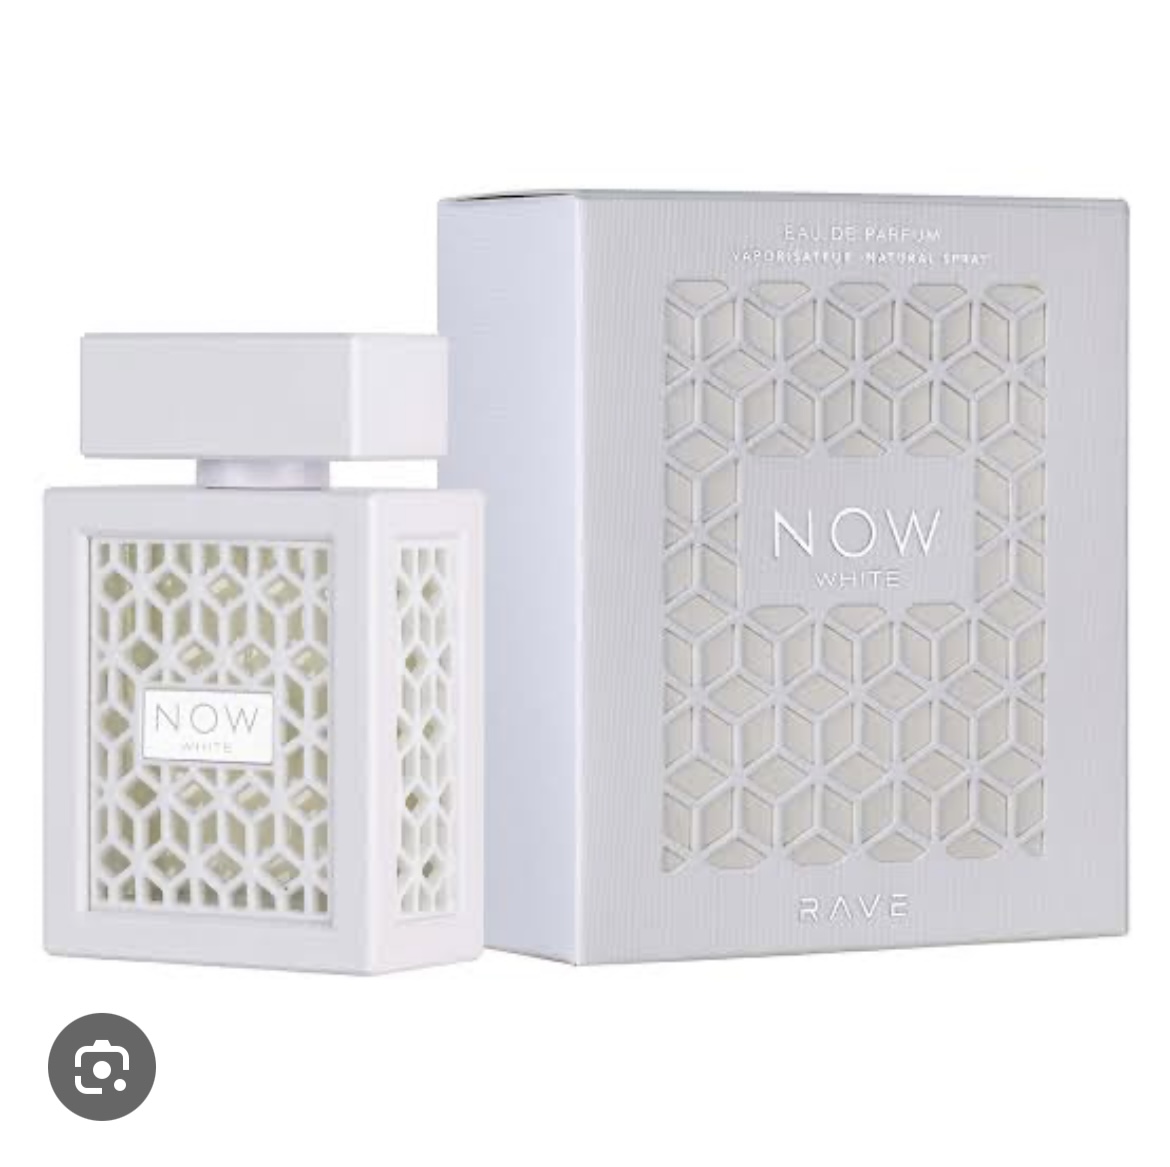 EAU DE PARFUM
VAPORISATEUR · NATURAL SPRAY
NOW
WHITE
RAVE
NOW
WHITE